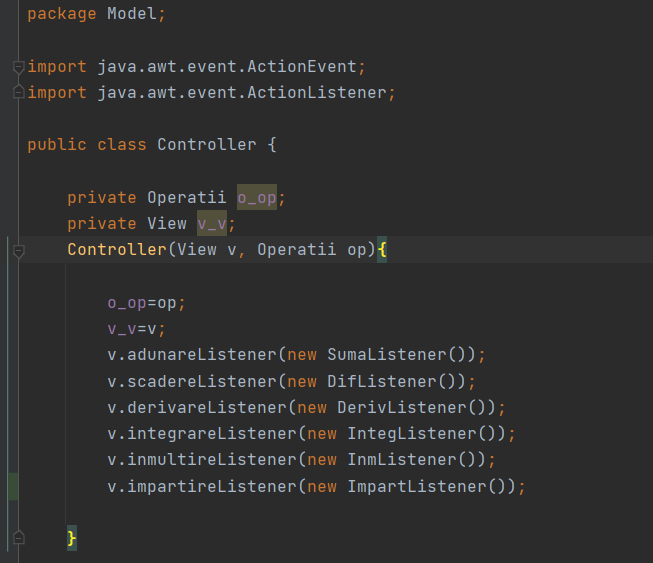 package Model;
import java.awt.event.ActionEvent;
import java.awt.event.ActionListener;
public class Controller {
private Operatii o_op;
private View v_v;
Controller(View v, Operatii op){
o_op=op;
v_v=v;
v.adunareListener(new SumaListener());
v.scadereListener(new DifListener());
v.derivareListener(new DerivListener());
v.integrareListener(new IntegListener());
v.inmultireListener(new InmListener());
v.impartireListener(new ImpartListener());
}